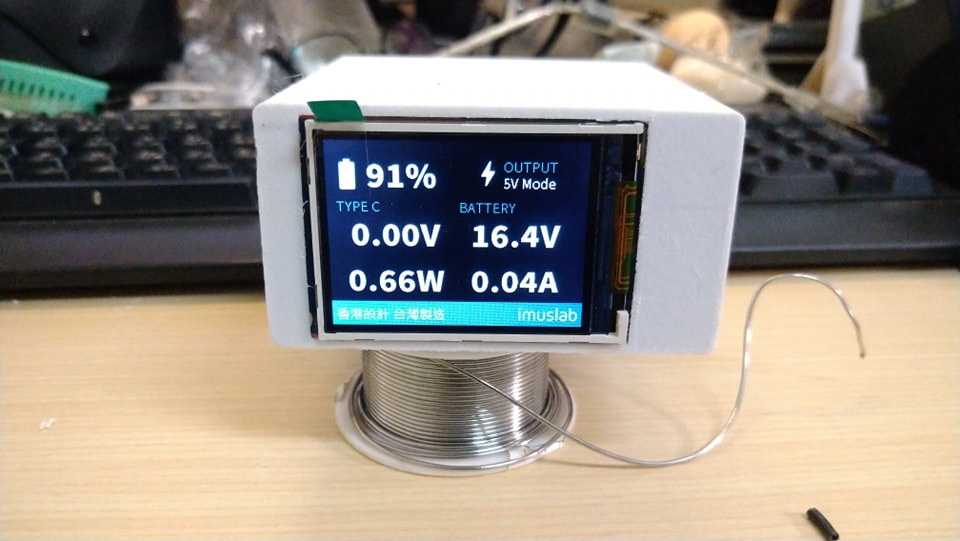 91%
OUTPUT
5V Mode
TYPE C
BATTERY
0.00V
16.4V
0.66W
0.04A
香港設計 台灣製造
imuslab